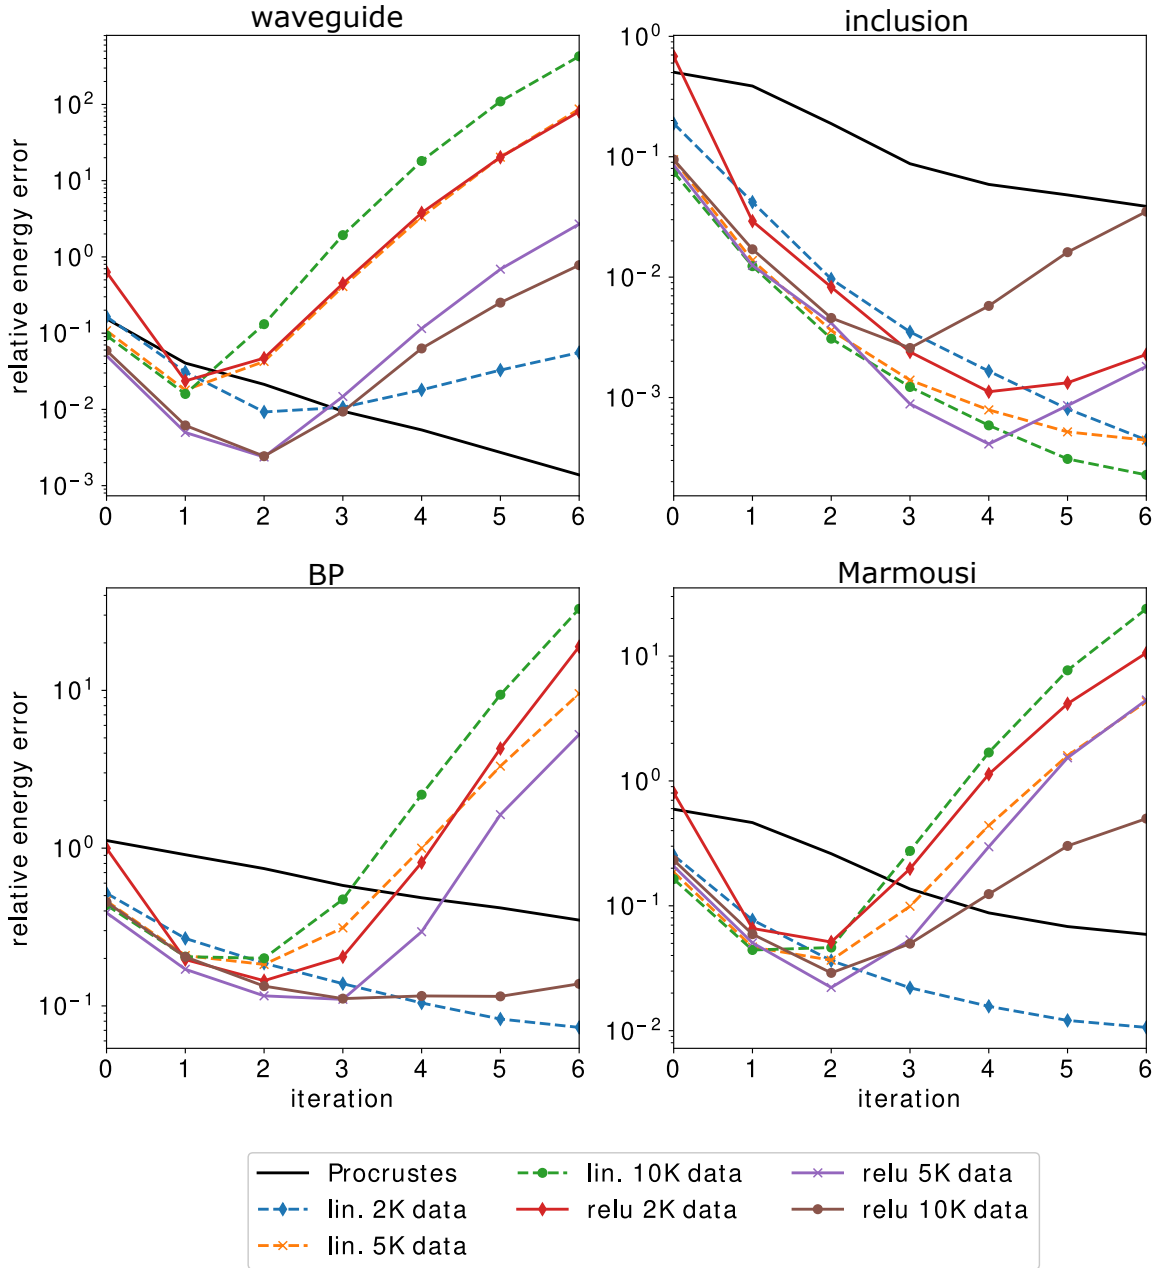 waveguide
inclusion
relative energy error
10^2
10^1
10^0
10^-1
10^-2
10^-3
0 1 2 3 4 5 6
10^0
10^-1
10^-2
10^-3
0 1 2 3 4 5 6
BP
Marmousi
relative energy error
10^1
10^0
10^-1
0 1 2 3 4 5 6
iteration
10^1
10^0
10^-1
10^-2
0 1 2 3 4 5 6
iteration
Procrustes
lin. 2K data
lin. 5K data
lin. 10K data
relu 2K data
relu 5K data
relu 10K data